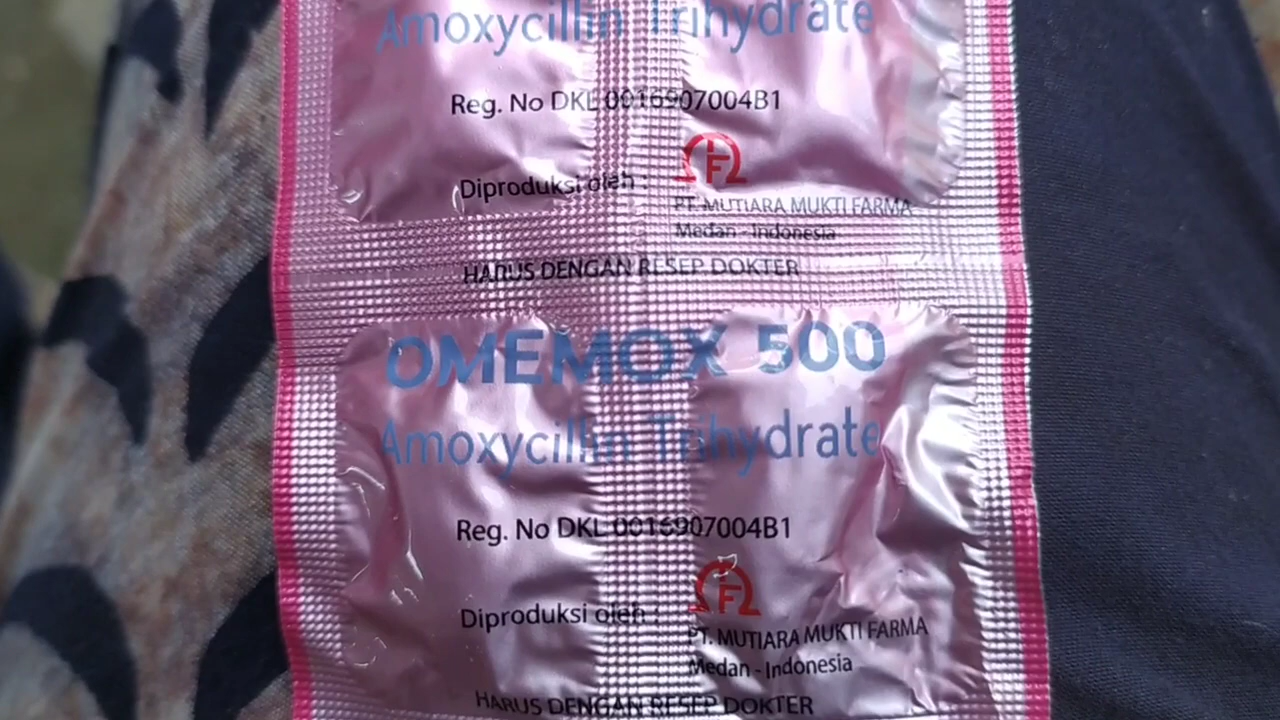 Amoxycillin Trihydrate
Reg. No DKL 0016907004B1
Diproduksi oleh :
PT. MUTIARA MUKTI FARMA
Medan - Indonesia
HARUS DENGAN RESEP DOKTER
OMEMOX 500
Amoxycillin Trihydrate
Reg. No DKL 0016907004B1
Diproduksi oleh :
PT. MUTIARA MUKTI FARMA
Medan - Indonesia
HARUS DENGAN RESEP DOKTER